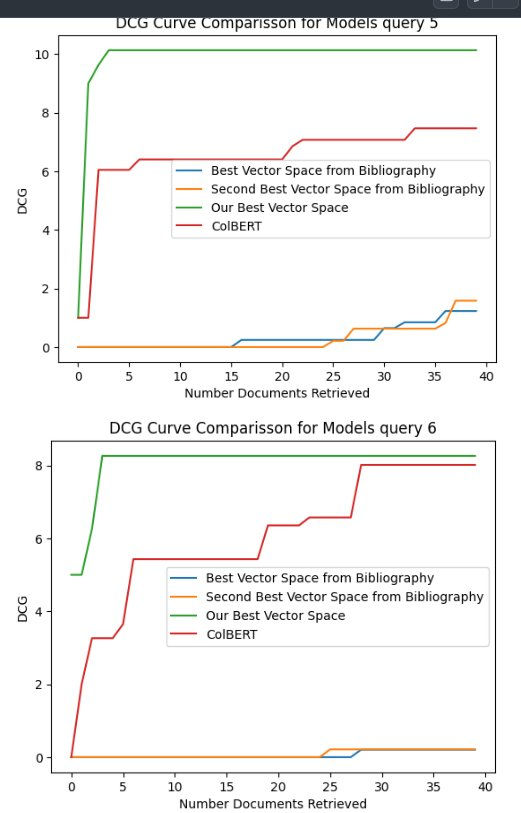 DCG Curve Comparisson for Models query 5
10
8
6
4
2
0
DCG
Best Vector Space from Bibliography
Second Best Vector Space from Bibliography
Our Best Vector Space
ColBERT
0 5 10 15 20 25 30 35 40
Number Documents Retrieved
DCG Curve Comparisson for Models query 6
8
6
4
2
0
DCG
Best Vector Space from Bibliography
Second Best Vector Space from Bibliography
Our Best Vector Space
ColBERT
0 5 10 15 20 25 30 35 40
Number Documents Retrieved